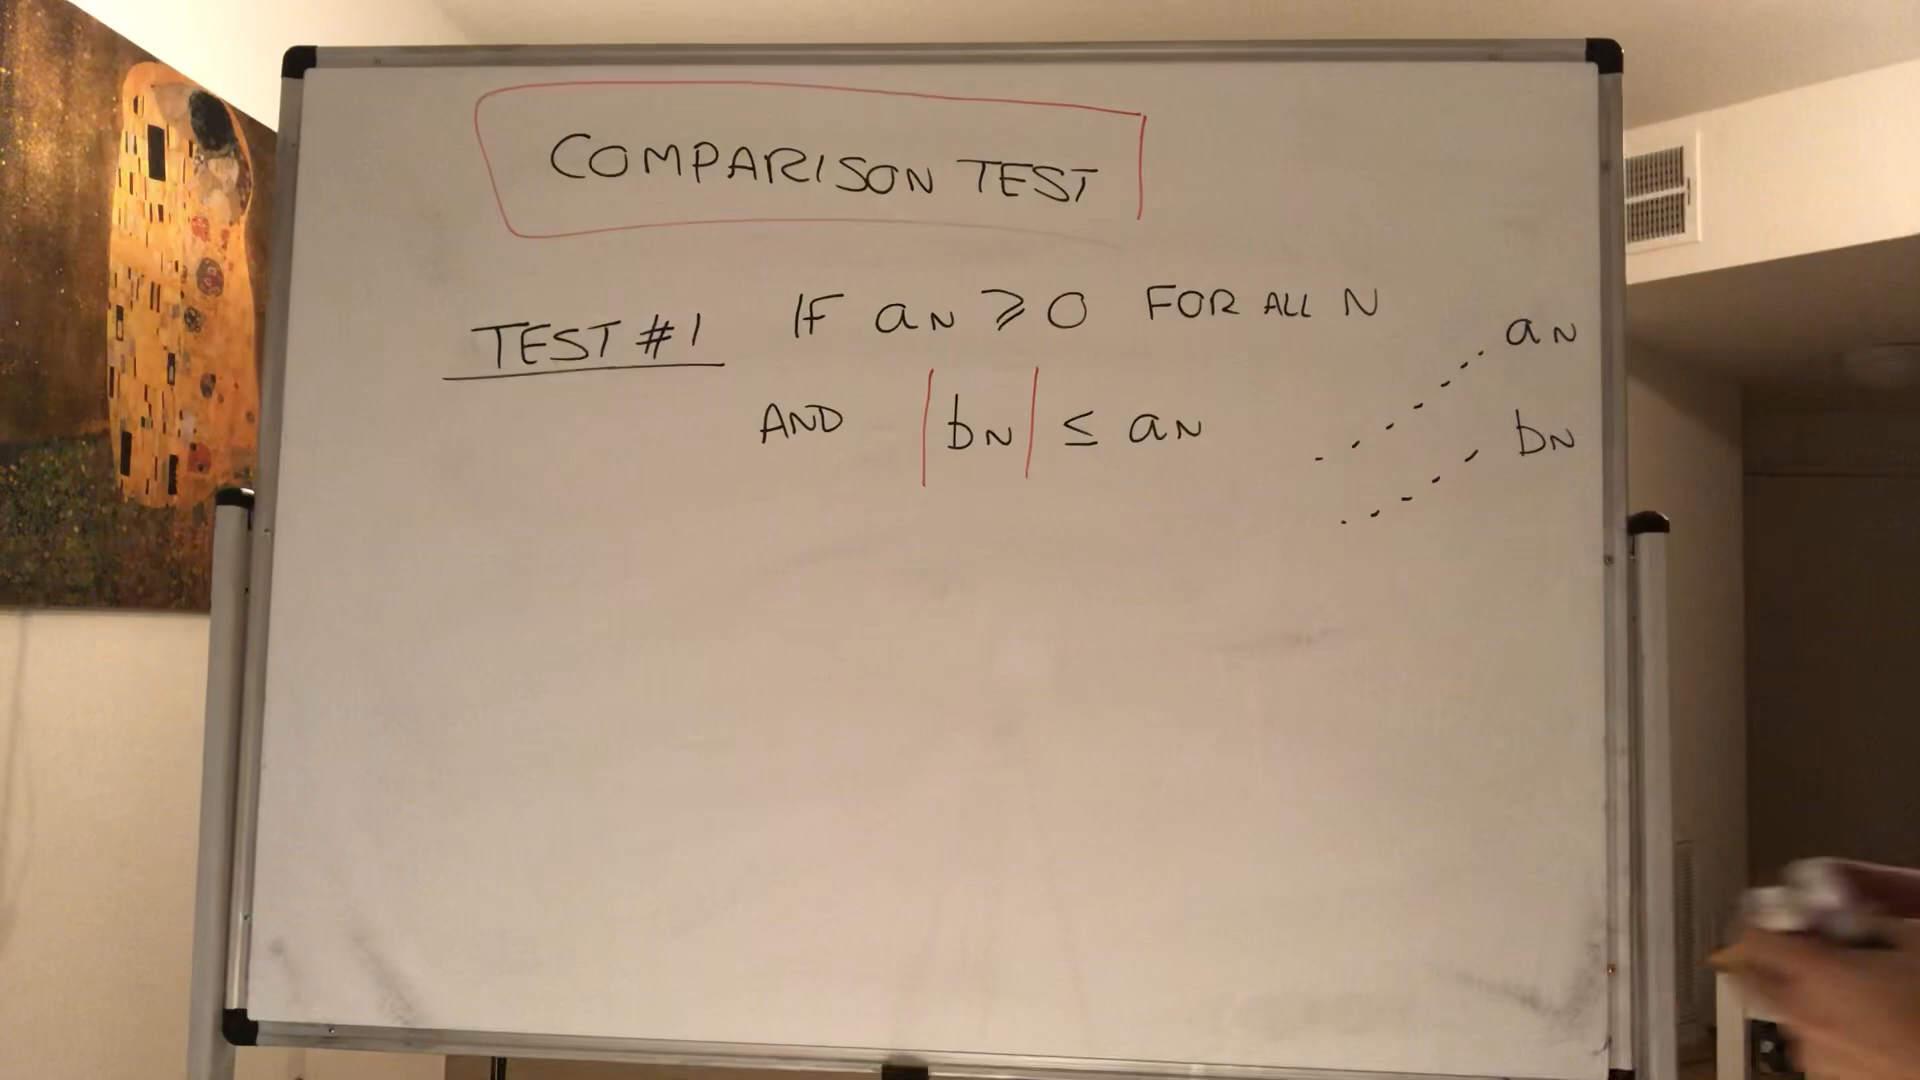 COMPARISON TEST
TEST #1 IF aN ⩾ 0 FOR ALL N
AND |bN| ≤ aN
aN
bN